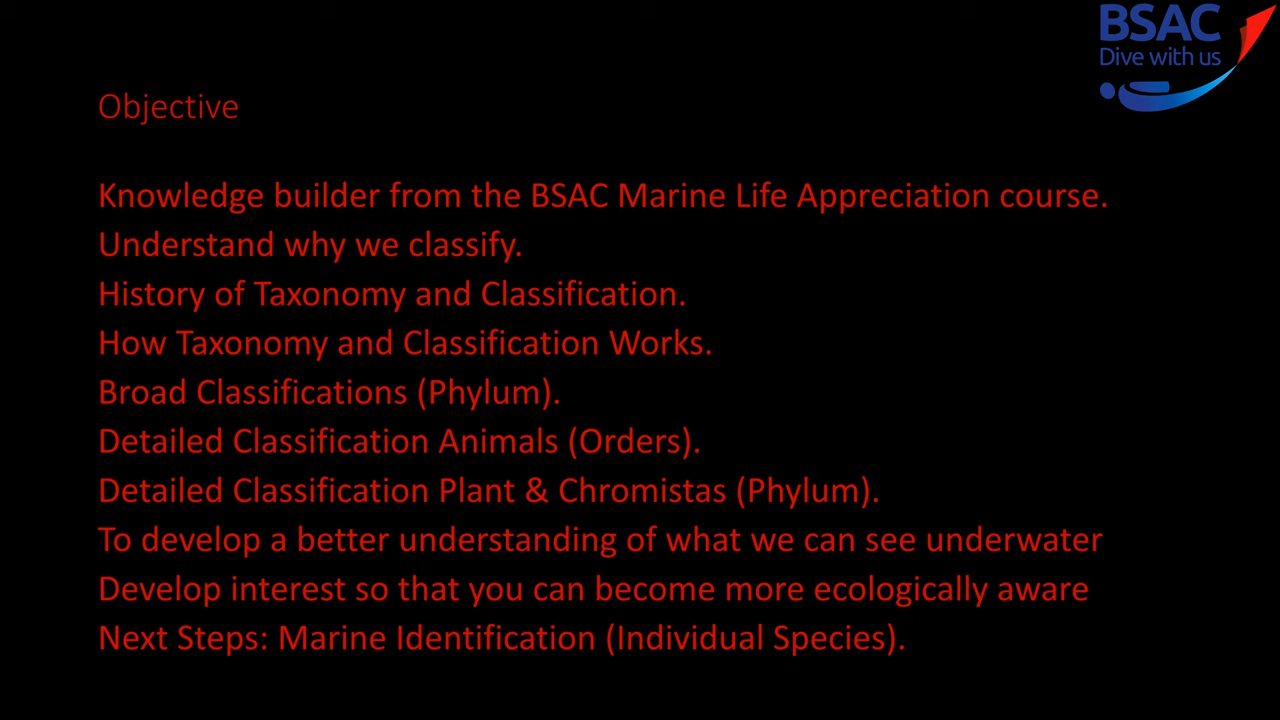 BSAC
Dive with us
Objective
Knowledge builder from the BSAC Marine Life Appreciation course.
Understand why we classify.
History of Taxonomy and Classification.
How Taxonomy and Classification Works.
Broad Classifications (Phylum).
Detailed Classification Animals (Orders).
Detailed Classification Plant & Chromistas (Phylum).
To develop a better understanding of what we can see underwater
Develop interest so that you can become more ecologically aware
Next Steps: Marine Identification (Individual Species).